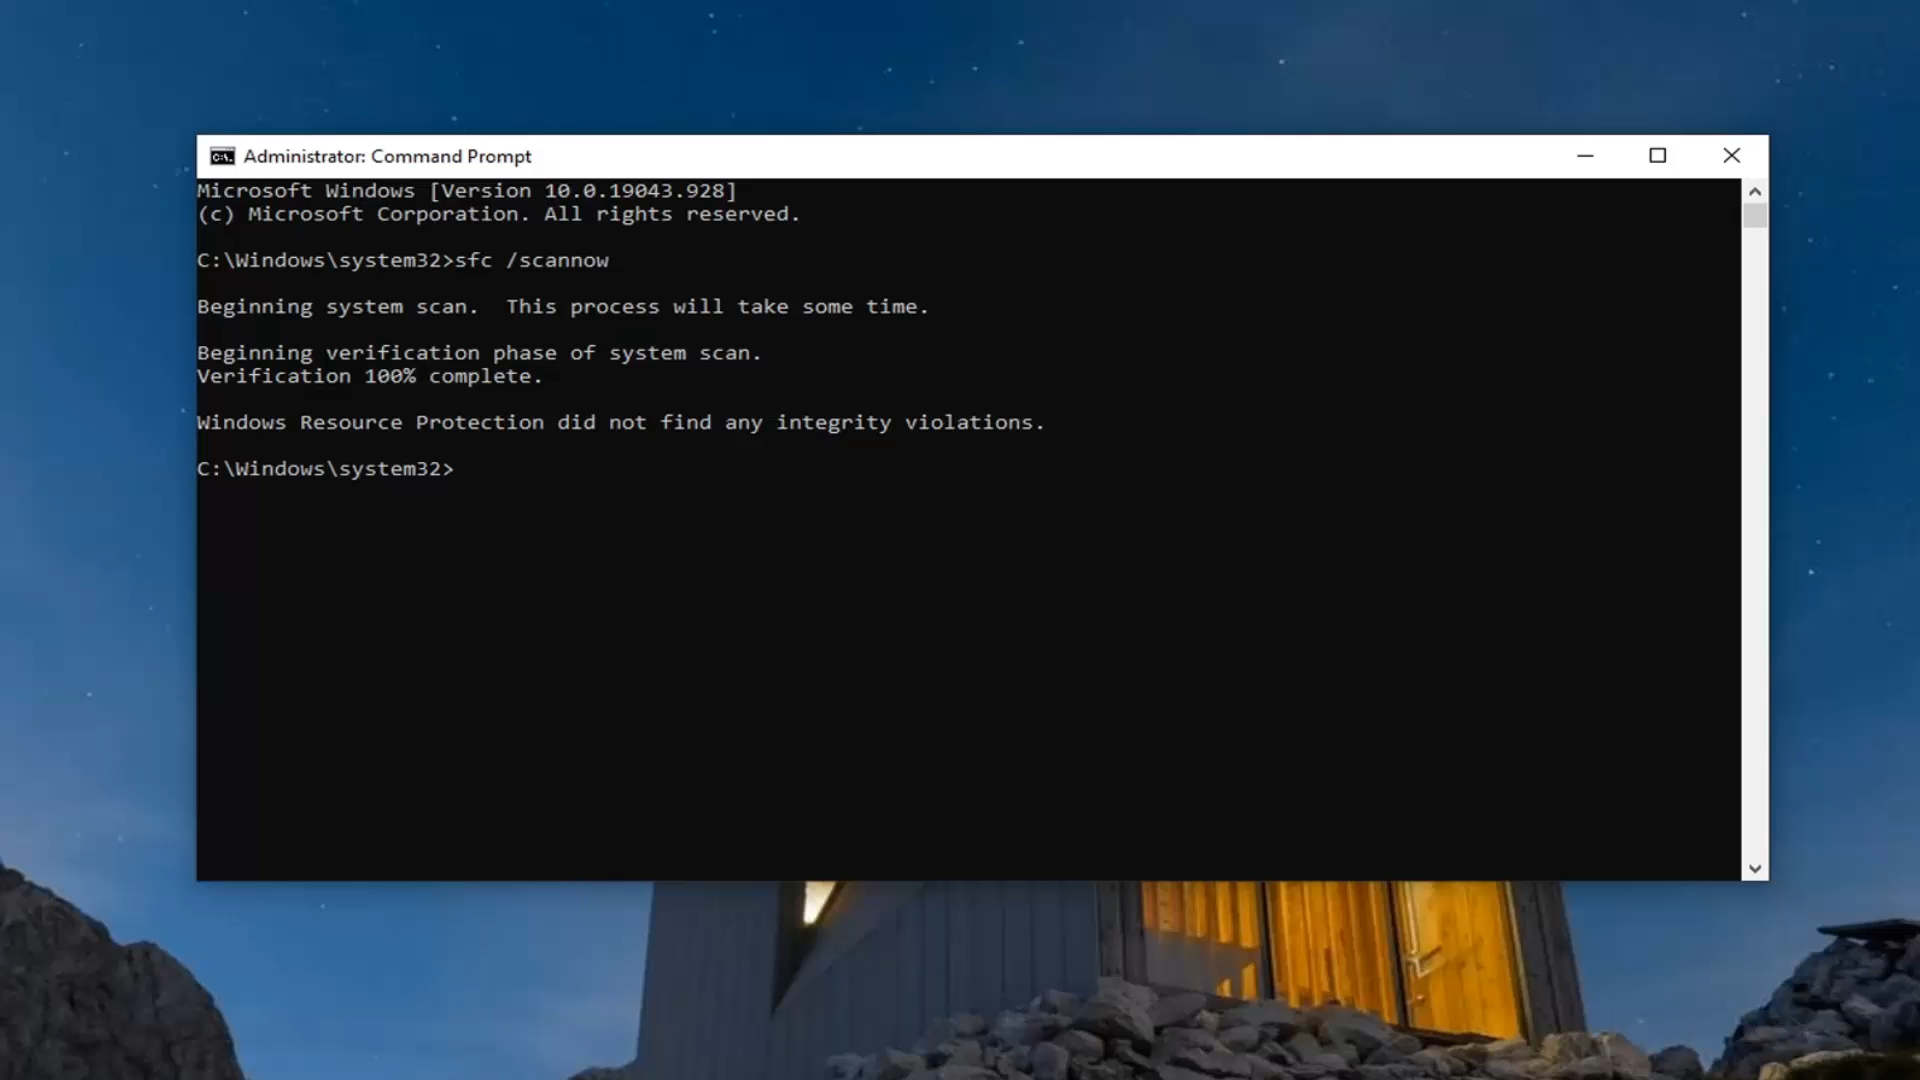 Administrator: Command Prompt
Microsoft Windows [Version 10.0.19043.928]
(c) Microsoft Corporation. All rights reserved.
C:\Windows\system32>sfc /scannow
Beginning system scan.  This process will take some time.
Beginning verification phase of system scan.
Verification 100% complete.
Windows Resource Protection did not find any integrity violations.
C:\Windows\system32>